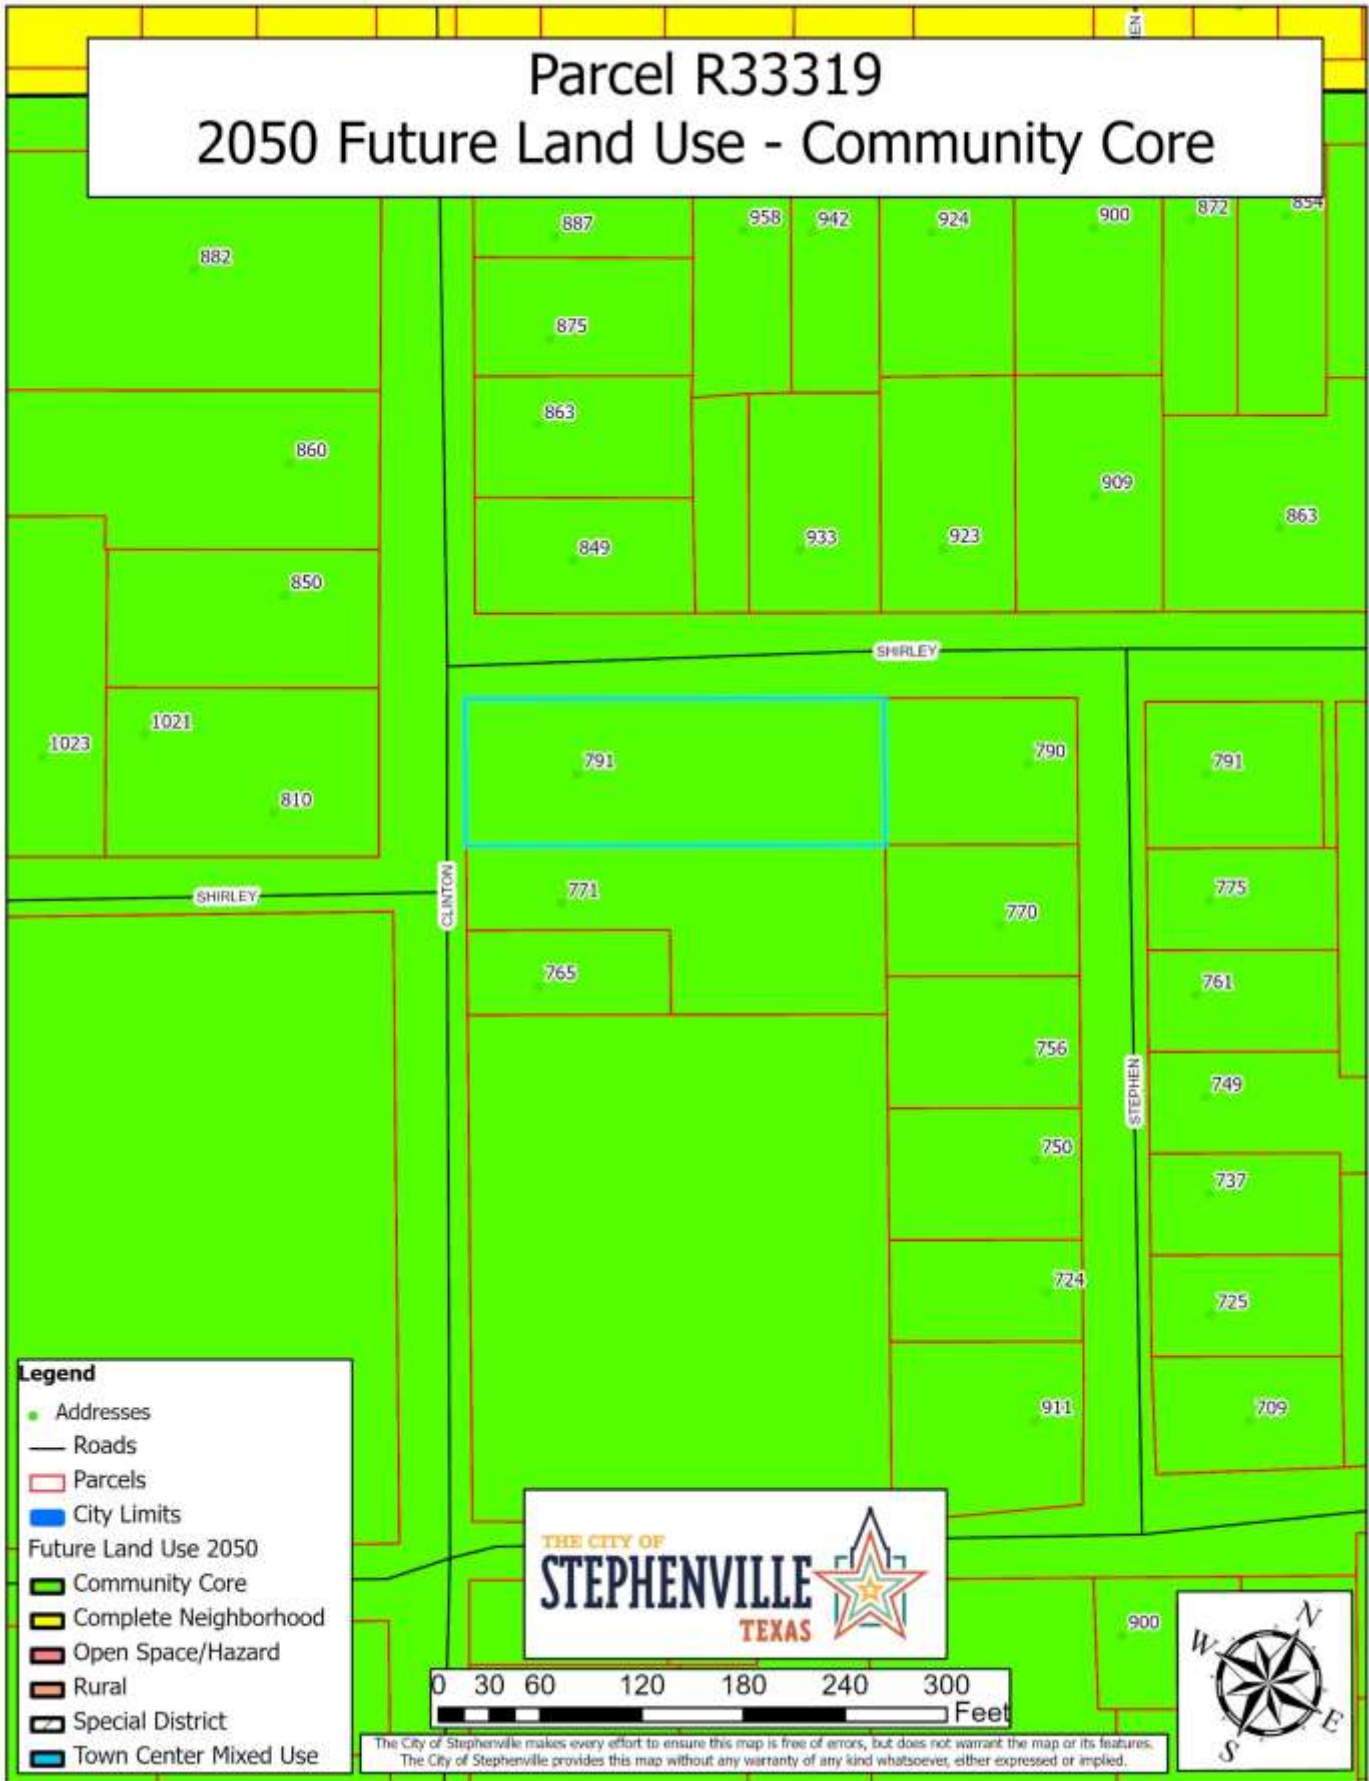 EN
Parcel R33319
2050 Future Land Use - Community Core
887
958
942
924
900
872
854
882
875
863
860
909
863
849
933
923
850
SHIRLEY
1023
1021
791
790
791
810
SHIRLEY
CLINTON
771
770
775
765
761
756
STEPHEN
749
750
737
724
725
911
709
Legend
Addresses
Roads
Parcels
City Limits
Future Land Use 2050
Community Core
Complete Neighborhood
Open Space/Hazard
Rural
Special District
Town Center Mixed Use
THE CITY OF
STEPHENVILLE
TEXAS
900
N
W
E
S
0 30 60 120 180 240 300
Feet
The City of Stephenville makes every effort to ensure this map is free of errors, but does not warrant the map or its features.
The City of Stephenville provides this map without any warranty of any kind whatsoever, either expressed or implied.